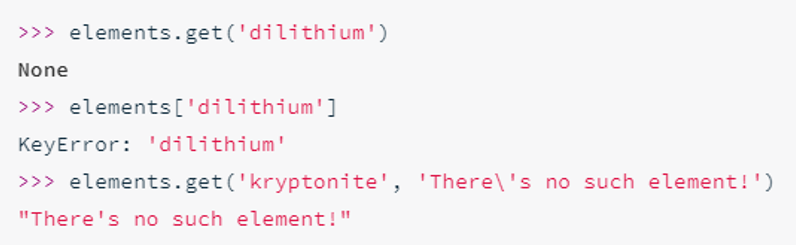 >>> elements.get('dilithium')
None
>>> elements['dilithium']
KeyError: 'dilithium'
>>> elements.get('kryptonite', 'There\'s no such element!')
"There's no such element!"